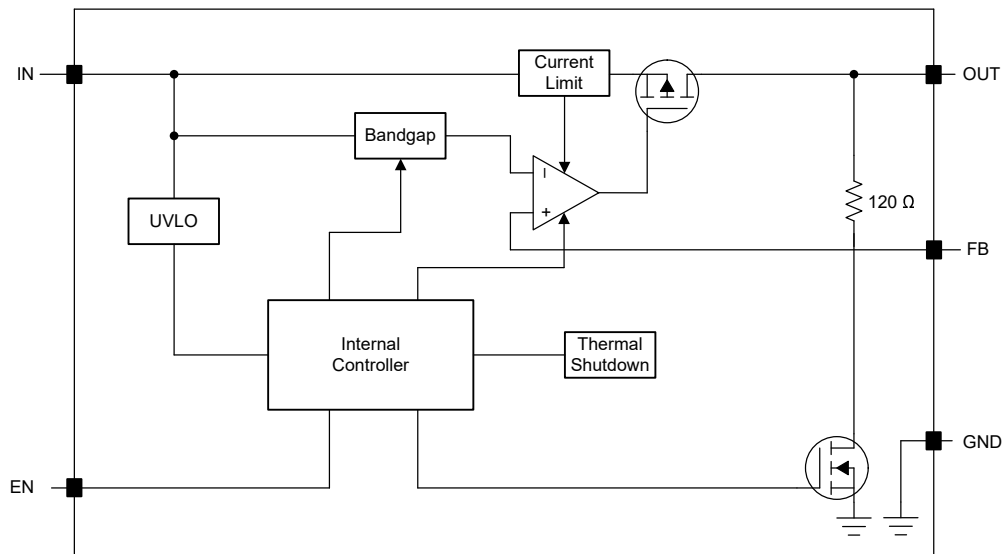 IN
Current
Limit
OUT
Bandgap
–
+
UVLO
120 Ω
FB
Internal
Controller
Thermal
Shutdown
GND
EN